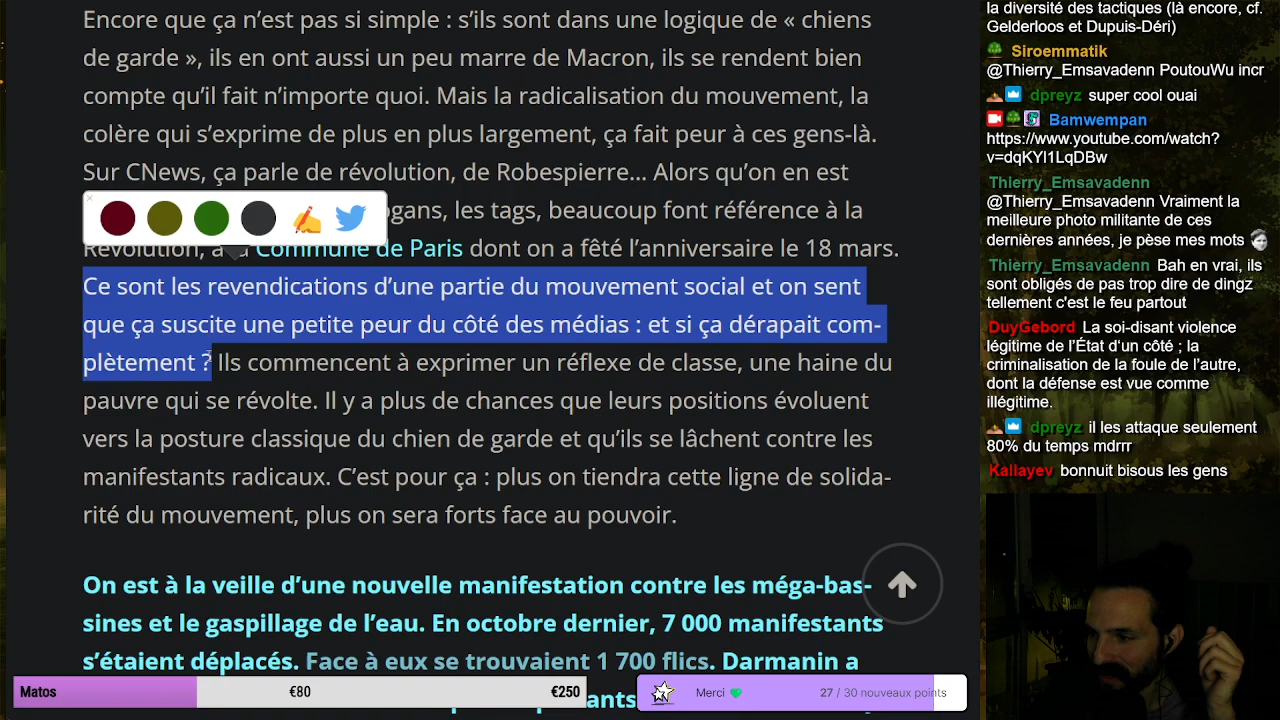 Encore que ça n’est pas si simple : s’ils sont dans une logique de « chiens
de garde », ils en ont aussi un peu marre de Macron, ils se rendent bien
compte qu’il fait n’importe quoi. Mais la radicalisation du mouvement, la
colère qui s’exprime de plus en plus largement, ça fait peur à ces gens-là.
Sur CNews, ça parle de révolution, de Robespierre… Alors qu’on en est
ogans, les tags, beaucoup font référence à la
Révolution, à Commune de Paris dont on a fêté l’anniversaire le 18 mars.
Ce sont les revendications d’une partie du mouvement social et on sent
que ça suscite une petite peur du côté des médias : et si ça dérapait com-
plètement ? Ils commencent à exprimer un réflexe de classe, une haine du
pauvre qui se révolte. Il y a plus de chances que leurs positions évoluent
vers la posture classique du chien de garde et qu’ils se lâchent contre les
manifestants radicaux. C’est pour ça : plus on tiendra cette ligne de solida-
rité du mouvement, plus on sera forts face au pouvoir.
On est à la veille d’une nouvelle manifestation contre les méga-bas-
sines et le gaspillage de l’eau. En octobre dernier, 7 000 manifestants
s’étaient déplacés. Face à eux se trouvaient 1 700 flics. Darmanin a
ants
Matos €80 €250
Merci 27 / 30 nouveaux points
la diversité des tactiques (là encore, cf.
Gelderloos et Dupuis-Déri)
Siroemmatik
@Thierry_Emsavadenn PoutouWu incr
dpreyz super cool ouai
Bamwempan
https://www.youtube.com/watch?
v=dqKYl1LqDBw
Thierry_Emsavadenn
@Thierry_Emsavadenn Vraiment la
meilleure photo militante de ces
dernières années, je pèse mes mots
Thierry_Emsavadenn Bah en vrai, ils
sont obligés de pas trop dire de dingz
tellement c'est le feu partout
DuyGebord La soi-disant violence
légitime de l’État d‘un côté ; la
criminalisation de la foule de l’autre,
dont la défense est vue comme
illégitime.
dpreyz il les attaque seulement
80% du temps mdrrr
Kallayev bonnuit bisous les gens